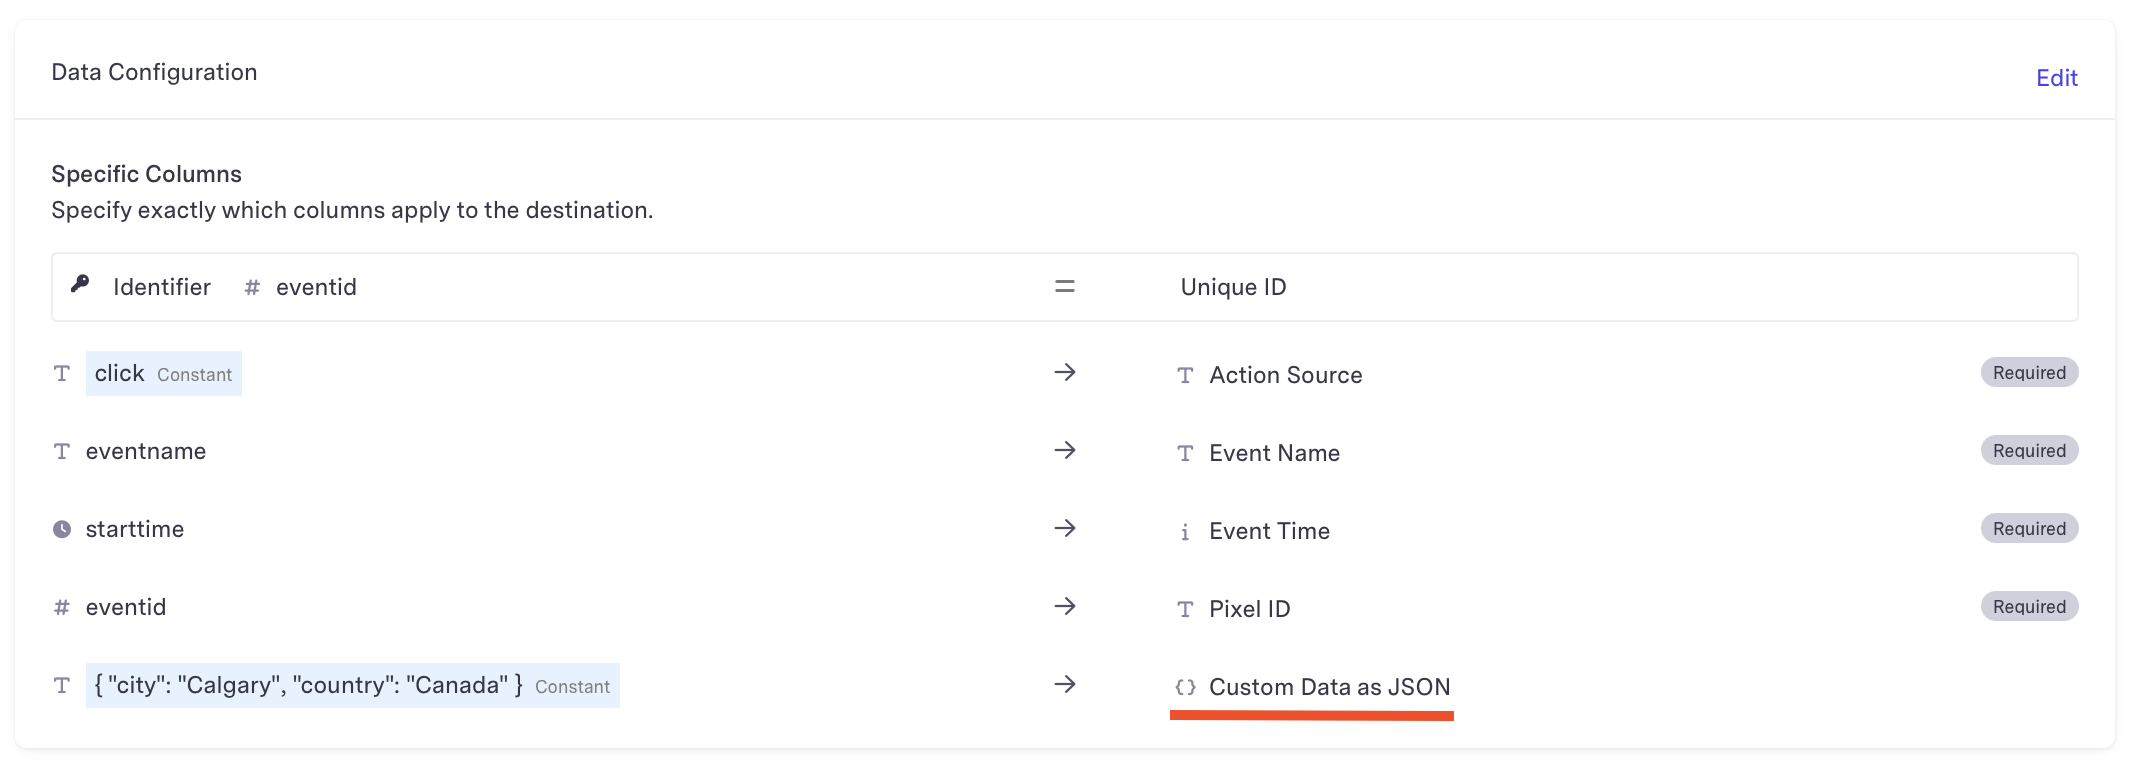 Data Configuration
Edit
Specific Columns
Specify exactly which columns apply to the destination.
Identifier # eventid = Unique ID
T click Constant → T Action Source Required
T eventname → T Event Name Required
starttime → i Event Time Required
# eventid → T Pixel ID Required
T { "city": "Calgary", "country": "Canada" } Constant → {} Custom Data as JSON